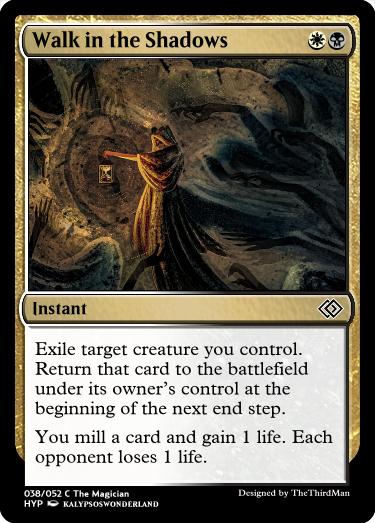 Walk in the Shadows
Instant
Exile target creature you control.
Return that card to the battlefield
under its owner's control at the
beginning of the next end step.
You mill a card and gain 1 life. Each
opponent loses 1 life.
038/052 C The Magician
Designed by TheThirdMan
HYP KALYPSOSWONDERLAND